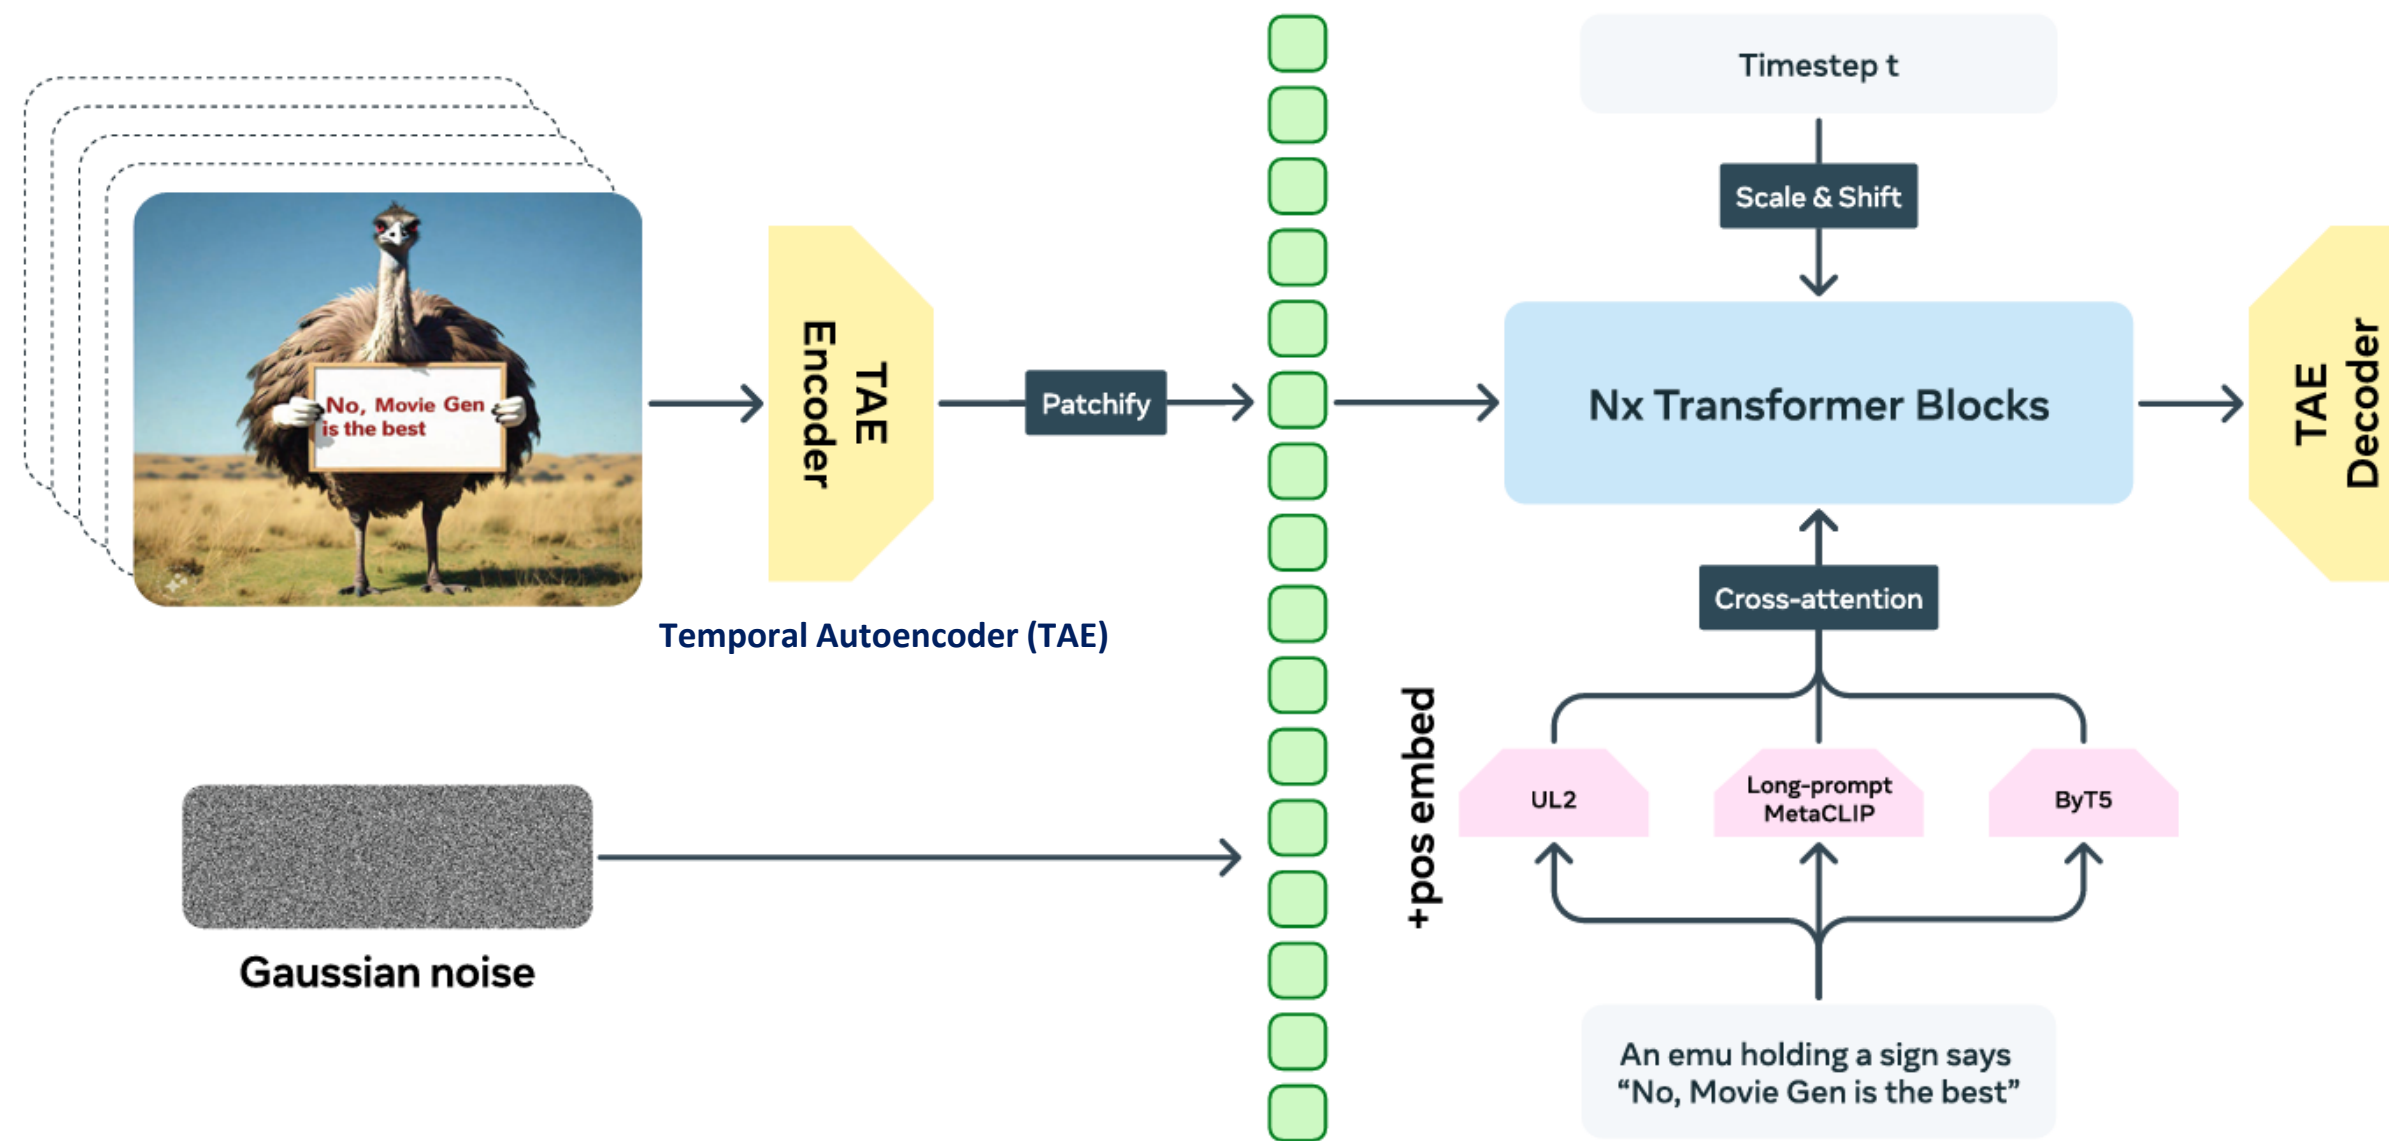 Timestep t
Scale & Shift
No, Movie Gen
is the best
TAE
Encoder
Patchify
Nx Transformer Blocks
TAE
Decoder
Temporal Autoencoder (TAE)
Cross-attention
+pos embed
UL2
Long-prompt
MetaCLIP
ByT5
Gaussian noise
An emu holding a sign says
“No, Movie Gen is the best”